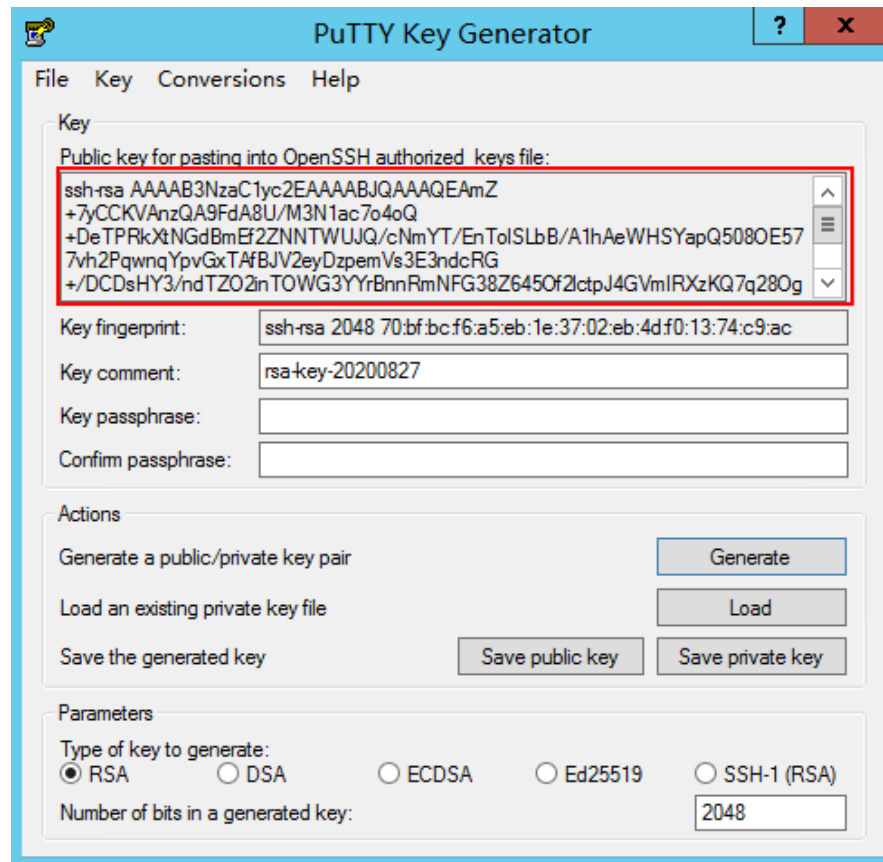 PuTTY Key Generator ? x
File Key Conversions Help
Key
Public key for pasting into OpenSSH authorized_keys file:
ssh-rsa AAAAB3NzaC1yc2EAAAABJQAAAQEAmZ
+7yCCKVAnzQA9FdA8U/M3N1ac7o4oQ
+DeTPRkXtNGdBmEf2ZNNTWUJQ/cNmYT/EnTolSLbB/A1hAeWHSYapQ508OE57
7vh2PqwnqYpvGxTAfBJV2eyDzpemVs3E3ndcRG
+/DCDsHY3/ndTZO2inTOWG3YYrBnnRmNFG38Z645Of2lctpJ4GVmIRXzKQ7q28Og
Key fingerprint: ssh-rsa 2048 70:bf:bc:f6:a5:eb:1e:37:02:eb:4d:f0:13:74:c9:ac
Key comment: rsa-key-20200827
Key passphrase:
Confirm passphrase:
Actions
Generate a public/private key pair Generate
Load an existing private key file Load
Save the generated key Save public key Save private key
Parameters
Type of key to generate:
RSA DSA ECDSA Ed25519 SSH-1 (RSA)
Number of bits in a generated key: 2048